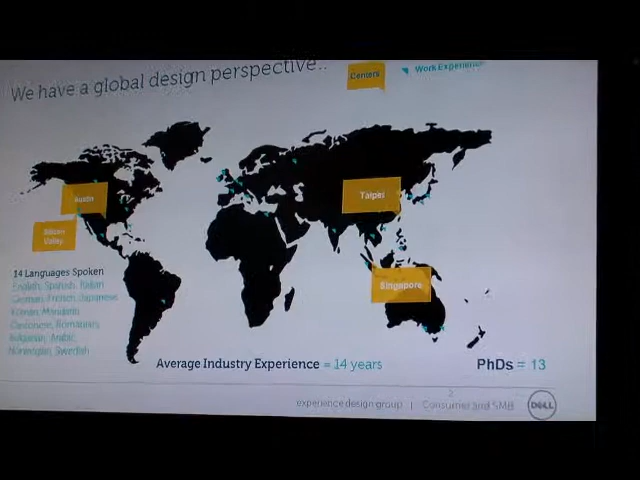 We have a global design perspective..
Centers
Work Experience
Austin
Taipei
Silicon
Valley
Singapore
14 Languages Spoken
English, Spanish, Italian
German, French, Japanese
Korean, Mandarin
Cantonese, Romanian,
Bulgarian, Arabic,
Norwegian, Swedish
Average Industry Experience = 14 years
PhDs = 13
2
experience design group | Consumer and SMB
DELL